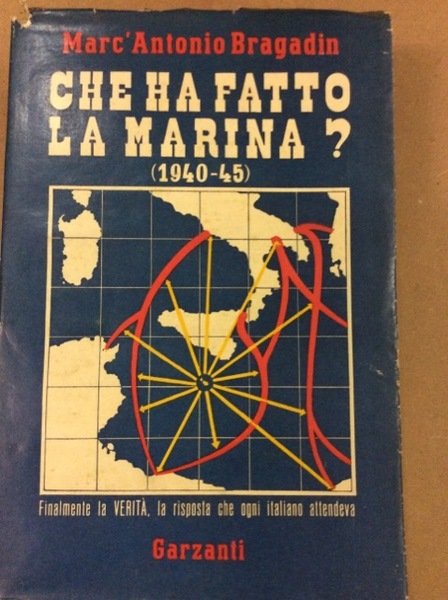 Marc'Antonio Bragadin
CHE HA FATTO
LA MARINA?
(1940-45)
Finalmente la VERITÀ, la risposta che ogni italiano attendeva
Garzanti